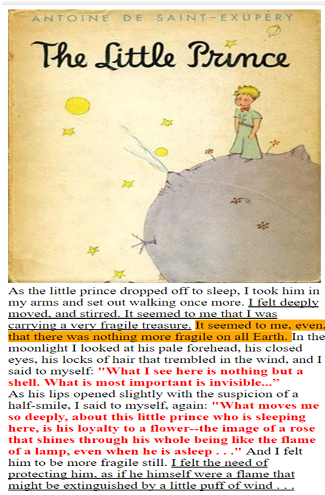 ANTOINE DE SAINT-EXUPERY
The Little Prince
As the little prince dropped off to sleep, I took him in
my arms and set out walking once more. I felt deeply
moved, and stirred. It seemed to me that I was
carrying a very fragile treasure. It seemed to me, even,
that there was nothing more fragile on all Earth. In the
moonlight I looked at his pale forehead, his closed
eyes, his locks of hair that trembled in the wind, and I
said to myself: "What I see here is nothing but a
shell. What is most important is invisible..."
As his lips opened slightly with the suspicion of a
half-smile, I said to myself, again: "What moves me
so deeply, about this little prince who is sleeping
here, is his loyalty to a flower--the image of a rose
that shines through his whole being like the flame
of a lamp, even when he is asleep . . ." And I felt
him to be more fragile still. I felt the need of
protecting him, as if he himself were a flame that
might be extinguished by a little puff of wind . . .